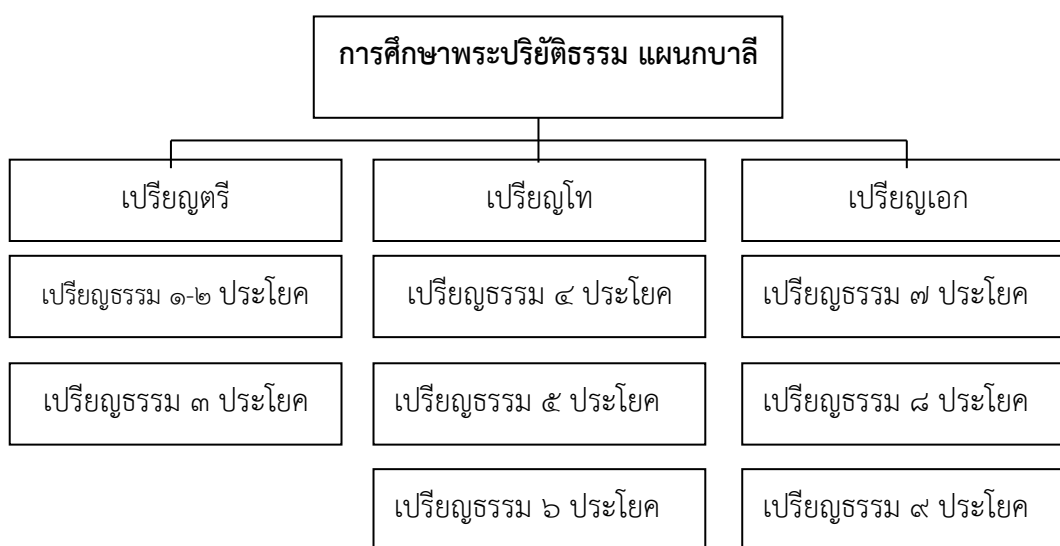 การศึกษาพระปริยัติธรรม แผนกบาลี
เปรียญตรี
เปรียญโท
เปรียญเอก
เปรียญธรรม ๑-๒ ประโยค
เปรียญธรรม ๔ ประโยค
เปรียญธรรม ๗ ประโยค
เปรียญธรรม ๓ ประโยค
เปรียญธรรม ๕ ประโยค
เปรียญธรรม ๘ ประโยค
เปรียญธรรม ๖ ประโยค
เปรียญธรรม ๙ ประโยค